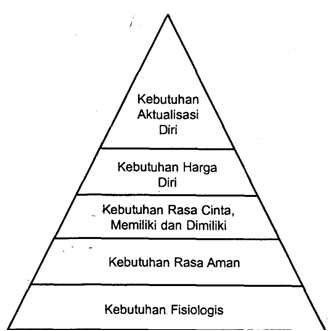 Kebutuhan
Aktualisasi
Diri
Kebutuhan Harga
Diri
Kebutuhan Rasa Cinta,
Memiliki dan Dimiliki
Kebutuhan Rasa Aman
Kebutuhan Fisiologis